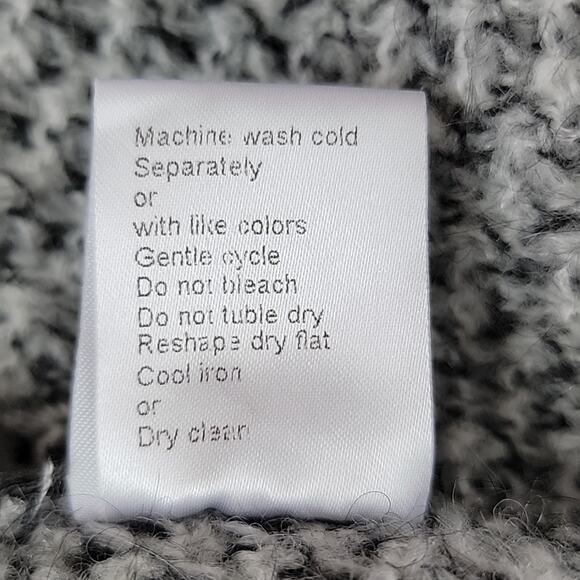 Machine wash cold
Separately
or
with like colors
Gentle cycle
Do not bleach
Do not tuble dry
Reshape dry flat
Cool iron
or
Dry clean